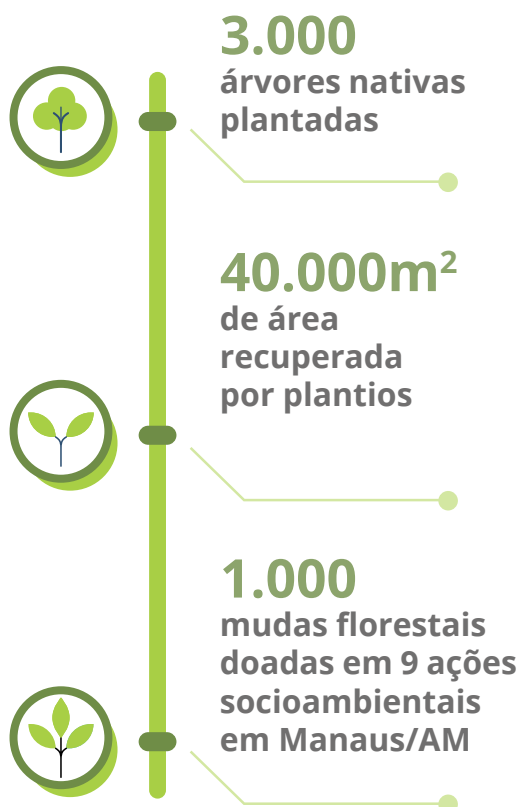 3.000
árvores nativas
plantadas
40.000m²
de área
recuperada
por plantios
1.000
mudas florestais
doadas em 9 ações
socioambientais
em Manaus/AM